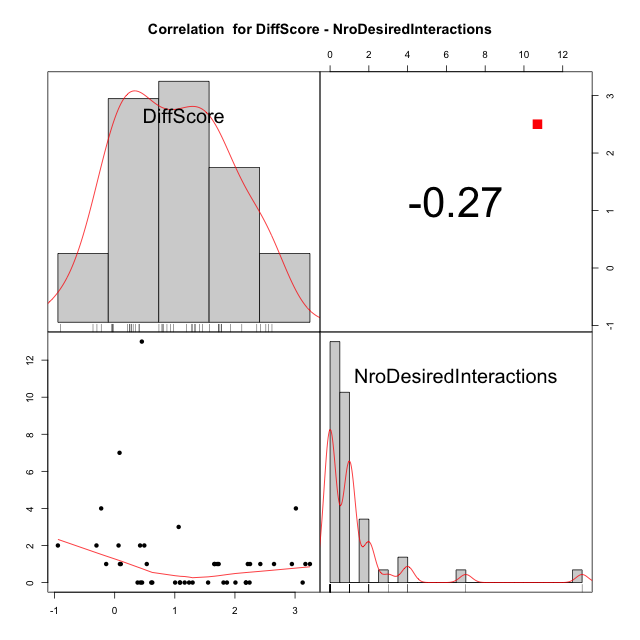 Correlation  for DiffScore - NroDesiredInteractions
0 2 4 6 8 10 12
DiffScore
-0.27
3
2
1
0
-1
12
10
8
6
4
2
0
NroDesiredInteractions
-1 0 1 2 3